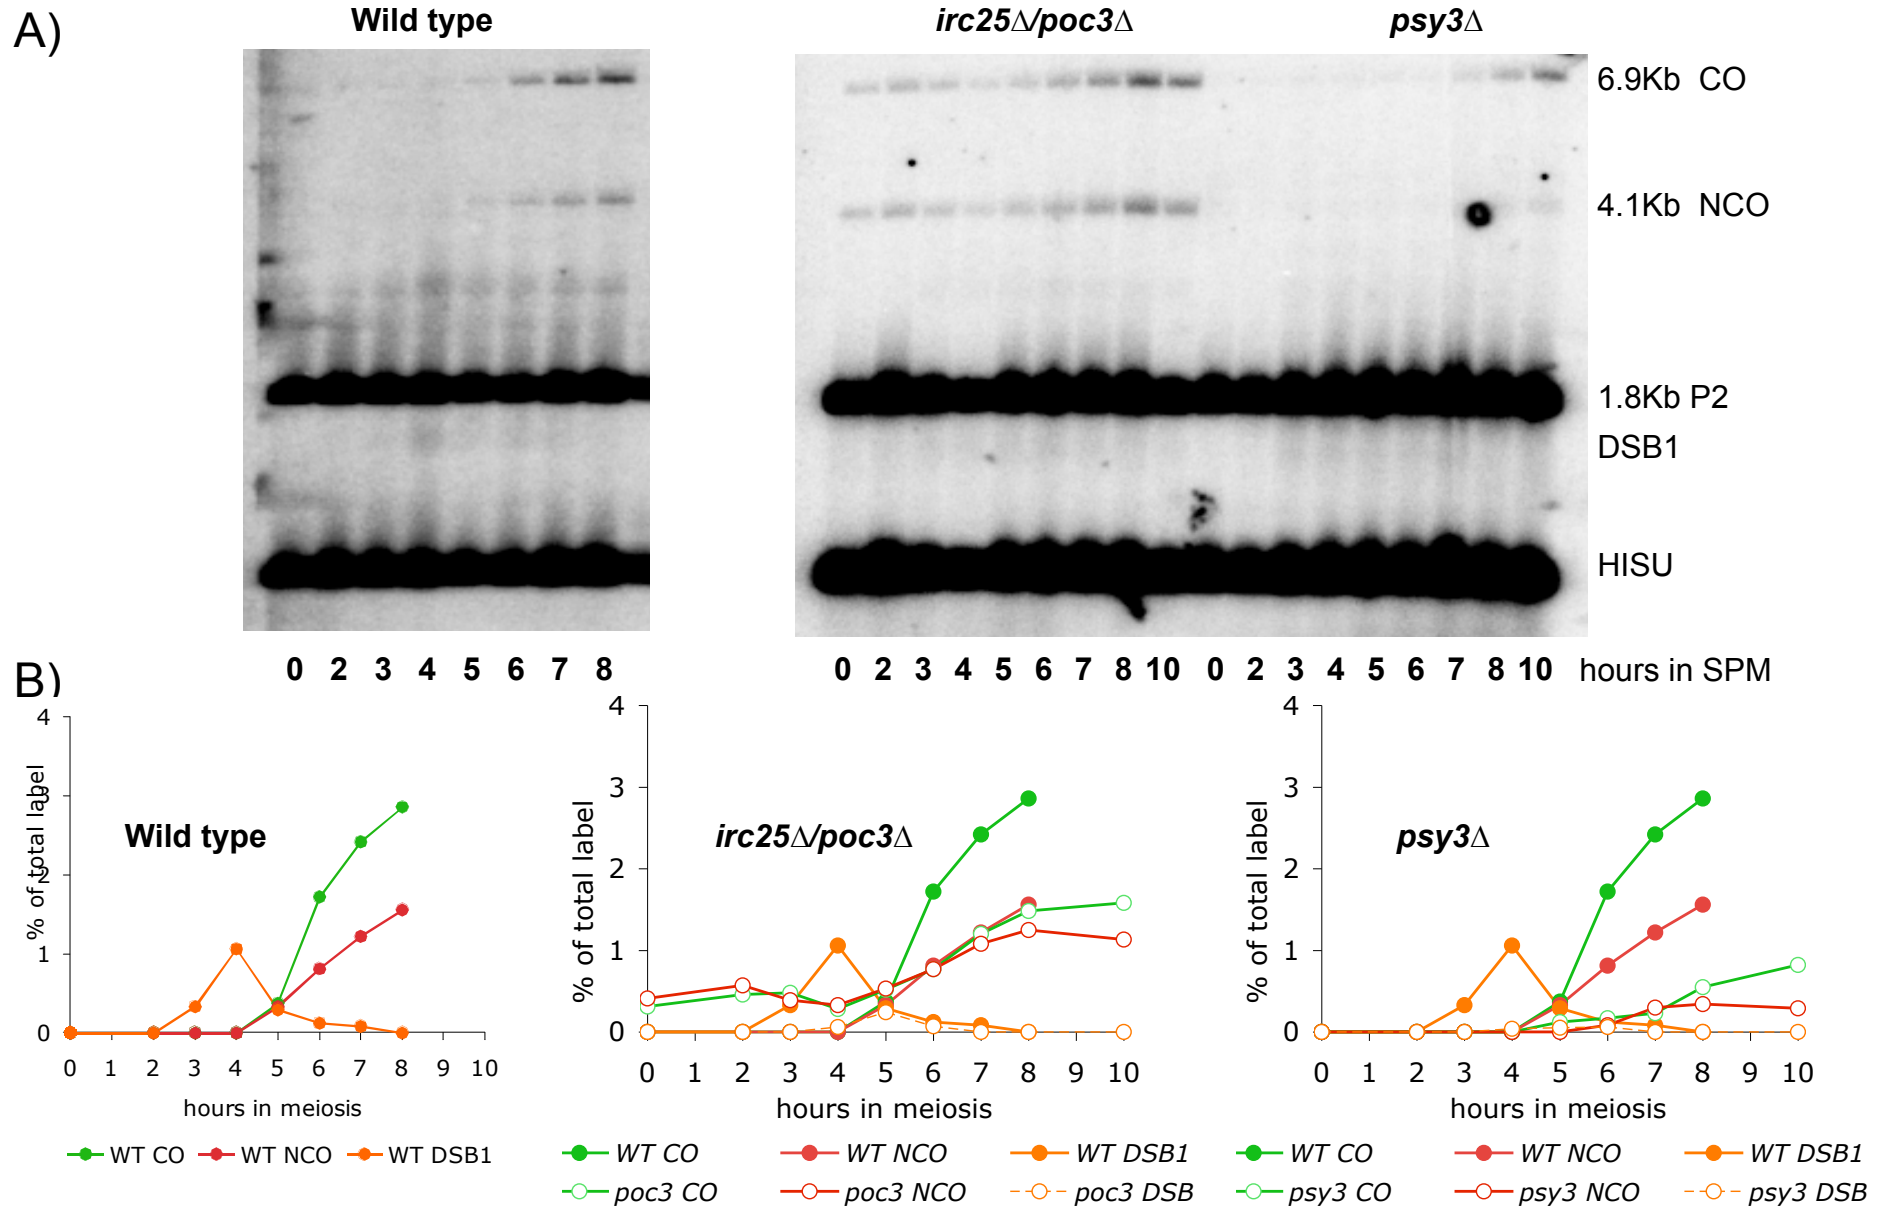 A)
Wild type
irc25Δ/poc3Δ
psy3Δ
6.9Kb CO
4.1Kb NCO
1.8Kb P2
DSB1
HISU
0 2 3 4 5 6 7 8
0 2 3 4 5 6 7 8 10 0 2 3 4 5 6 7 8 10 hours in SPM
B)
4
3
2
1
0
% of total label
Wild type
0 1 2 3 4 5 6 7 8 9 10
hours in meiosis
WT CO WT NCO WT DSB1
4
3
2
1
0
% of total label
irc25Δ/poc3Δ
0 1 2 3 4 5 6 7 8 9 10
hours in meiosis
WT CO WT NCO WT DSB1
poc3 CO poc3 NCO poc3 DSB
4
3
2
1
0
% of total label
psy3Δ
0 1 2 3 4 5 6 7 8 9 10
hours in meiosis
WT CO WT NCO WT DSB1
psy3 CO psy3 NCO psy3 DSB